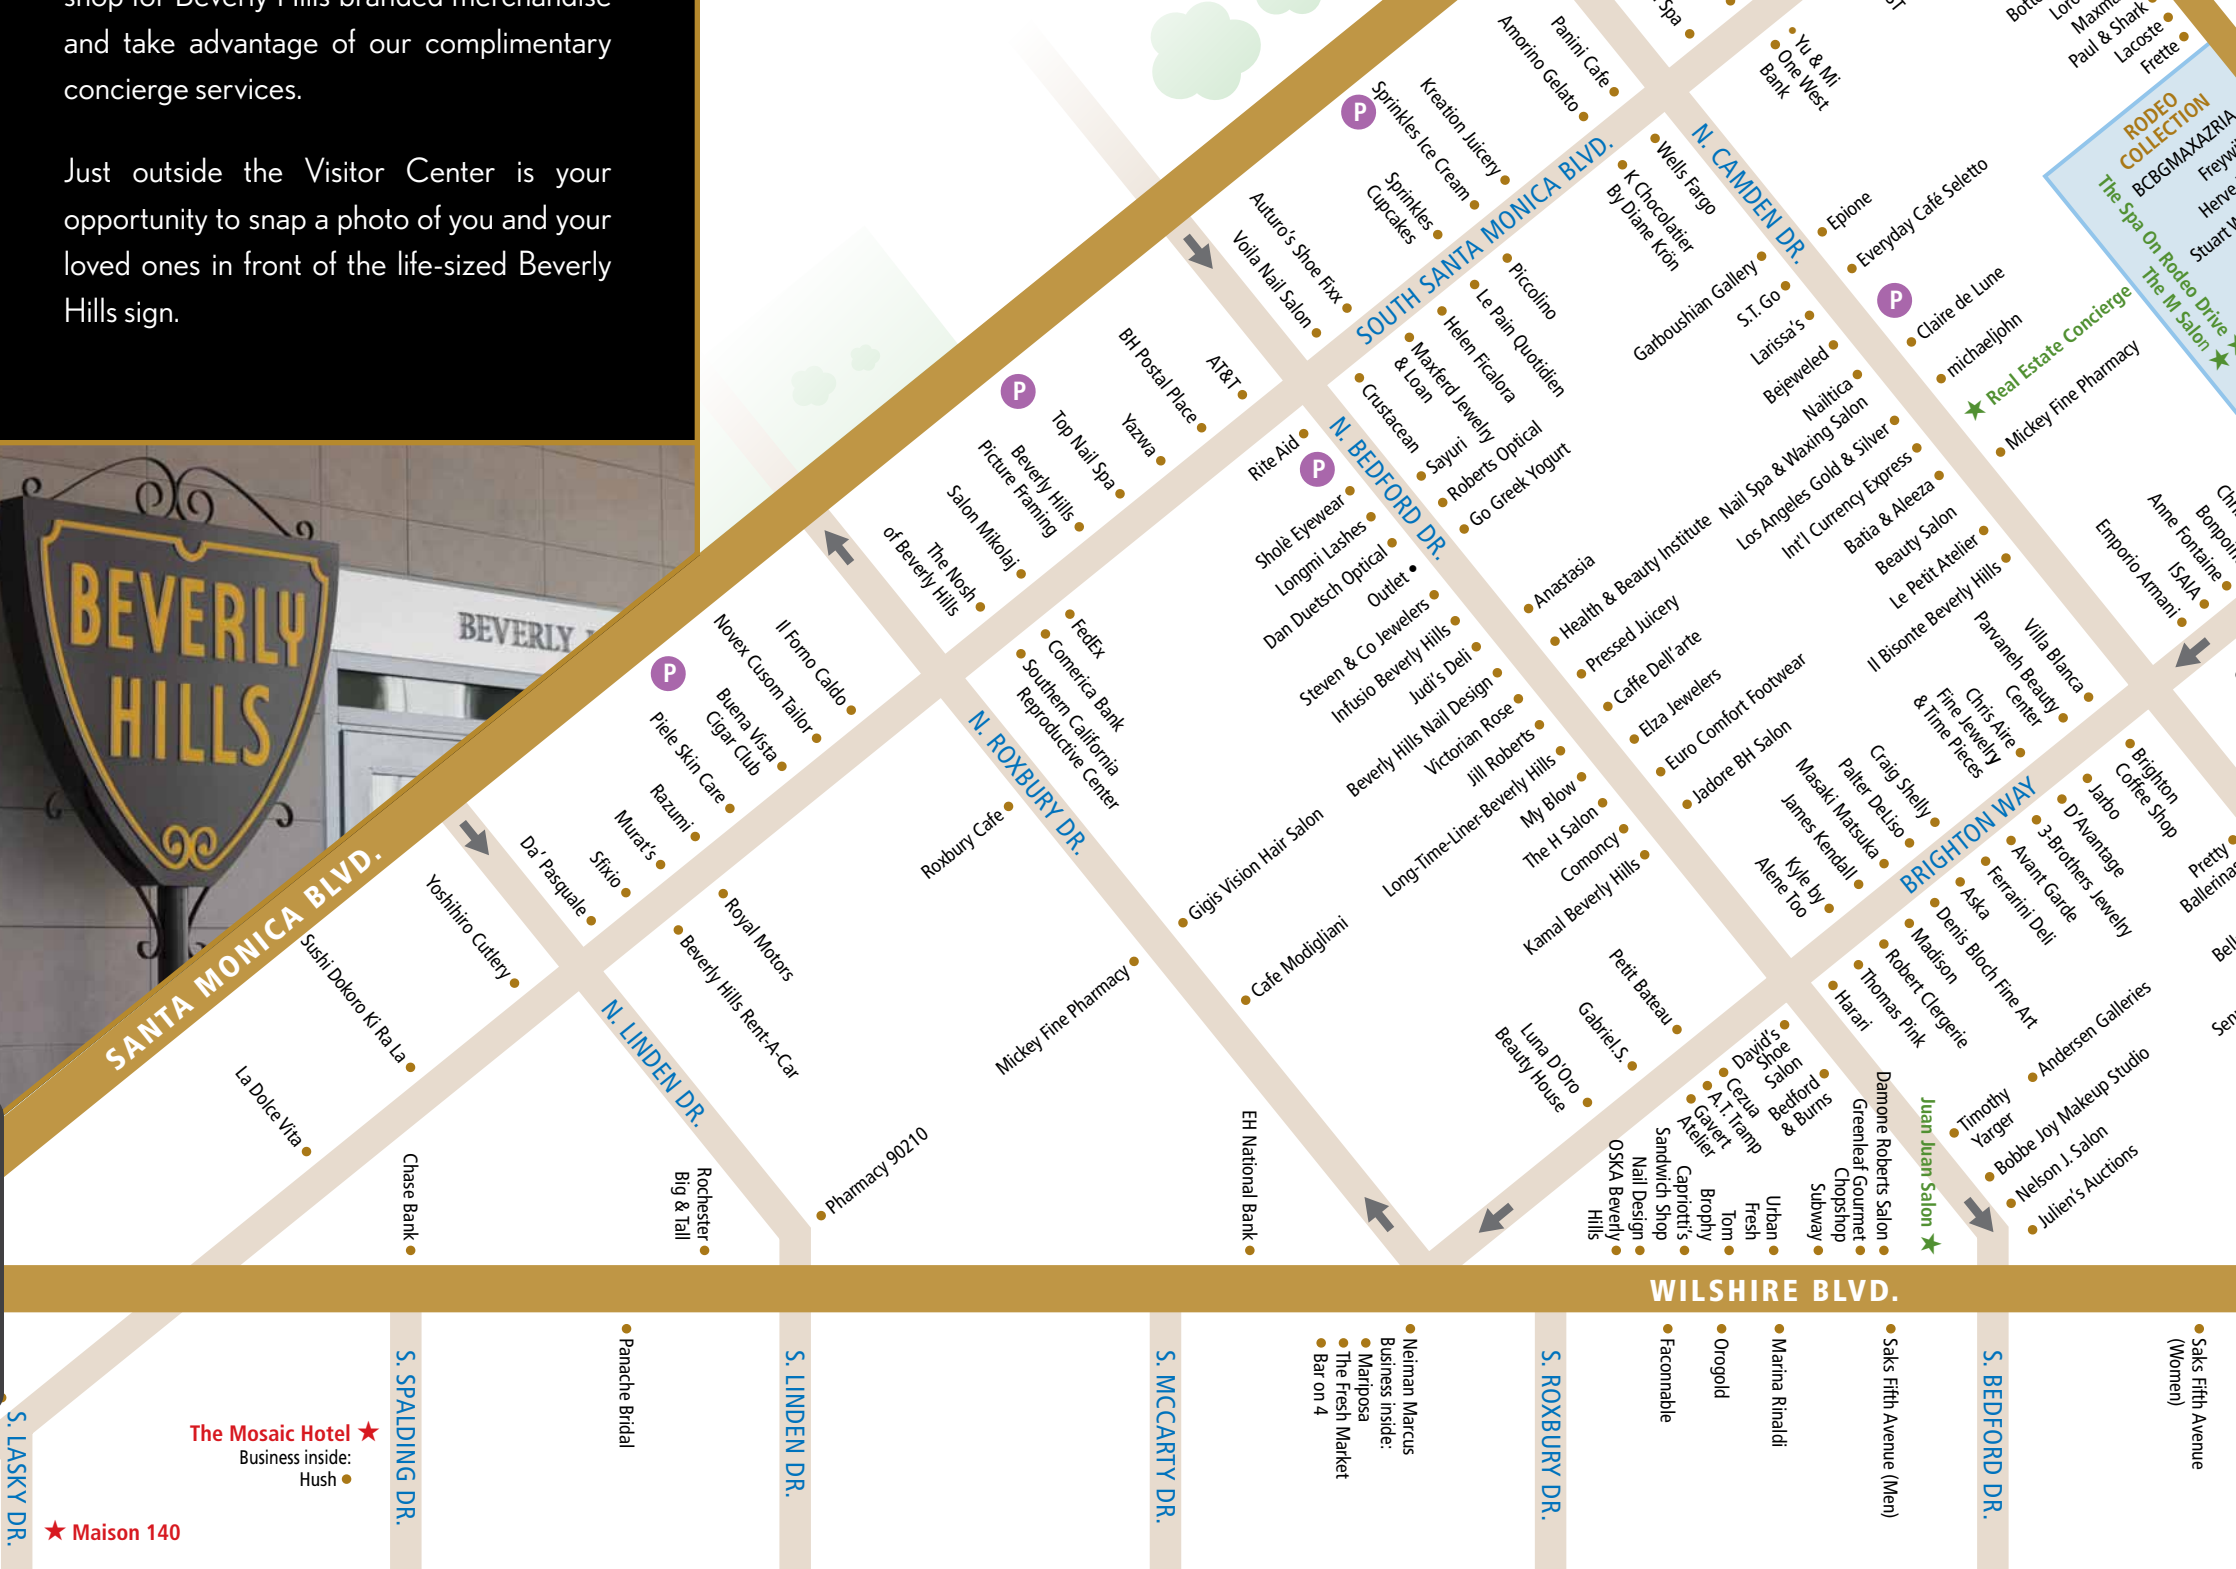 shop for Beverly Hills branded merchandise
and take advantage of our complimentary
concierge services.
Just outside the Visitor Center is your
opportunity to snap a photo of you and your
loved ones in front of the life-sized Beverly
Hills sign.
BEVERLY
HILLS
BEVERLY
SANTA MONICA BLVD.
SOUTH SANTA MONICA BLVD.
N. CAMDEN DR.
N. BEDFORD DR.
N. ROXBURY DR.
N. LINDEN DR.
BRIGHTON WAY
WILSHIRE BLVD.
S. LASKY DR.
S. SPALDING DR.
S. LINDEN DR.
S. MCCARTY DR.
S. ROXBURY DR.
S. BEDFORD DR.
P
P
P
P
P
Spa
Panini Cafe
Amorino Gelato
Kreation Juicery
Sprinkles Ice Cream
Sprinkles
Cupcakes
Auturo's Shoe Fixx
Voila Nail Salon
AT&T
BH Postal Place
Yazwa
Top Nail Spa
Beverly Hills
Picture Framing
Salon Mikolaj
The Nosh
of Beverly Hills
Il Forno Caldo
Novex Cusom Tailor
Buena Vista
Cigar Club
Piele Skin Care
Razumi
Murat's
Sfixio
Da' Pasquale
Yoshihiro Cutlery
Sushi Dokoro Ki Ra La
La Dolce Vita
Yu & Mi
One West
Bank
Maxma
Paul & Shark
Lacoste
Frette
RODEO
COLLECTION
BCBGMAXAZRIA
Freywi
Herve
Stuart W
The Spa On Rodeo Drive
The M Salon
Wells Fargo
K Chocolatier
By Diane Krön
Piccolino
Le Pain Quotidien
Helen Ficalora
Maxferd Jewelry
& Loan
Crustacean
Sayuri
Roberts Optical
Go Greek Yogurt
Epione
Everyday Café Seletto
Claire de Lune
michaeljohn
Real Estate Concierge
Mickey Fine Pharmacy
Garboushian Gallery
S.T. Go
Larissa's
Bejeweled
Nailtica
Nail Spa & Waxing Salon
Los Angeles Gold & Silver
Int'l Currency Express
Batia & Aleeza
Beauty Salon
Le Petit Atelier
Il Bisonte Beverly Hills
Anne Fontaine
ISAIA
Emporio Armani
Rite Aid
Sholè Eyewear
Longmi Lashes
Dan Duetsch Optical
Outlet
Steven & Co Jewelers
Infusio Beverly Hills
Judi's Deli
Beverly Hills Nail Design
Victorian Rose
Jill Roberts
Long-Time-Liner-Beverly Hills
My Blow
The H Salon
Comoncy
Kamal Beverly Hills
Anastasia
Health & Beauty Institute
Pressed Juicery
Caffe Dell'arte
Elza Jewelers
Euro Comfort Footwear
Jadore BH Salon
Villa Blanca
Parvaneh Beauty
Center
Chris Aire
Fine Jewelry
& Time Pieces
Craig Shelly
Palter DeLiso
Masaki Matsuka
James Kendall
Kyle by
Alene Too
Brighton
Coffee Shop
Jarbo
D'Avantage
3-Brothers Jewelry
Avant Garde
Ferrarini Deli
Aska
Denis Bloch Fine Art
Madison
Robert Clergerie
Thomas Pink
Harari
Pretty
Ballerinas
FedEx
Comerica Bank
Southern California
Reproductive Center
Roxbury Cafe
Gigis Vision Hair Salon
Mickey Fine Pharmacy
Cafe Modigliani
Royal Motors
Beverly Hills Rent-A-Car
Pharmacy 90210
Petit Bateau
Gabriel.S.
Luna D'Oro
Beauty House
David's
Shoe
Salon
Cezua
A.T. Tramp
Gavert
Atelier
Bedford
& Burns
Andersen Galleries
Timothy
Yarger
Bobbe Joy Makeup Studio
Nelson J. Salon
Julien's Auctions
Chase Bank
Rochester
Big & Tall
EH National Bank
OSKA Beverly
Hills
Nail Design
Capriotti's
Sandwich Shop
Tom
Brophy
Urban
Fresh
Subway
Greenleaf Gourmet
Chopshop
Damone Roberts Salon
Juan Juan Salon
Panache Bridal
Neiman Marcus
Business inside:
Mariposa
The Fresh Market
Bar on 4
Faconnable
Orogold
Marina Rinaldi
Saks Fifth Avenue (Men)
Saks Fifth Avenue
(Women)
The Mosaic Hotel
Business inside:
Hush
Maison 140